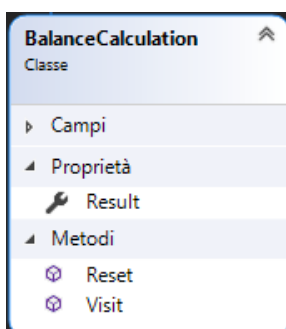 BalanceCalculation
Classe
Campi
Proprietà
Result
Metodi
Reset
Visit